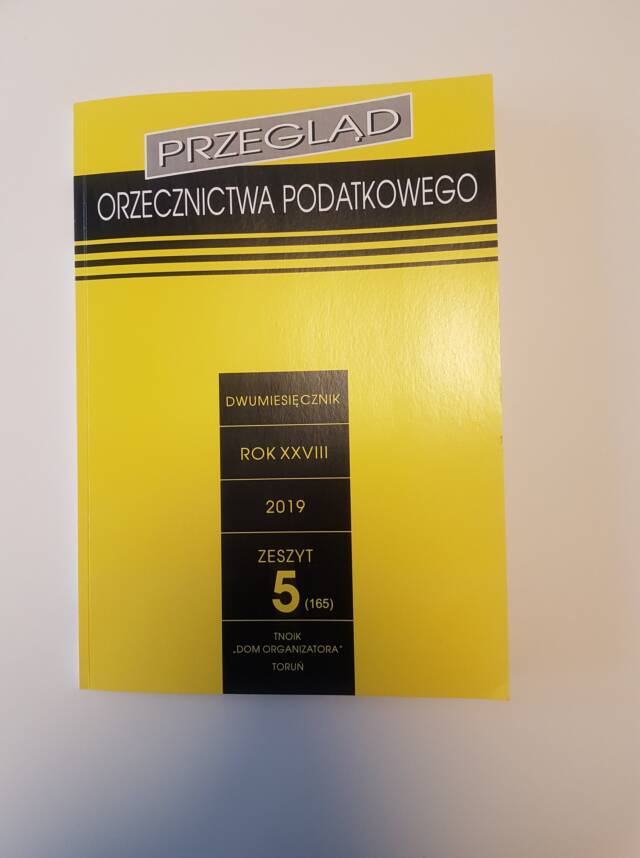 PRZEGLĄD
ORZECZNICTWA PODATKOWEGO
DWUMIESIĘCZNIK
ROK XXVIII
2019
ZESZYT
5 (165)
TNOIK
„DOM ORGANIZATORA"
TORUŃ